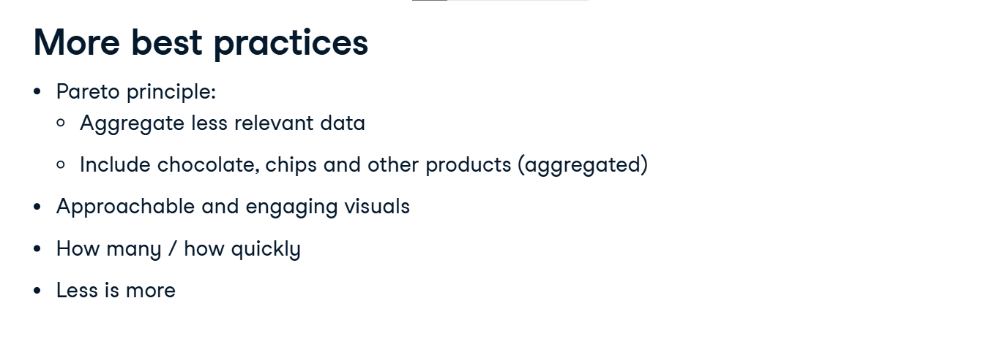 More best practices
• Pareto principle:
○ Aggregate less relevant data
○ Include chocolate, chips and other products (aggregated)
• Approachable and engaging visuals
• How many / how quickly
• Less is more